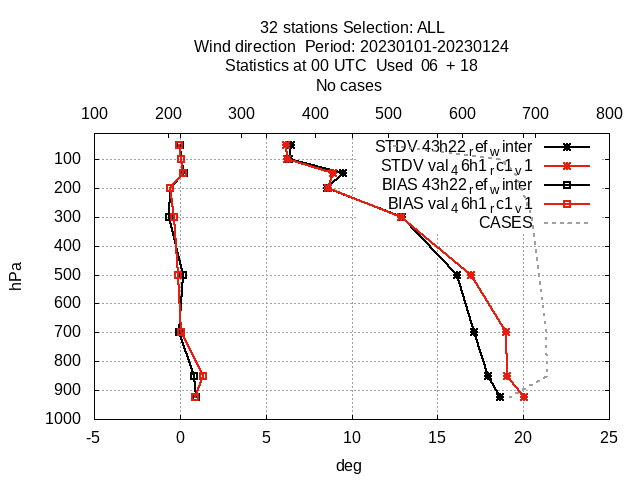 32 stations Selection: ALL
Wind direction  Period: 20230101-20230124
Statistics at 00 UTC  Used  06  + 18
No cases
100 200 300 400 500 600 700 800
STDV 43h22_ref_winter
STDV val_46h1_rc1_v1
BIAS 43h22_ref_winter
BIAS val_46h1_rc1_v1
CASES
hPa
100
200
300
400
500
600
700
800
900
1000
-5 0 5 10 15 20 25
deg